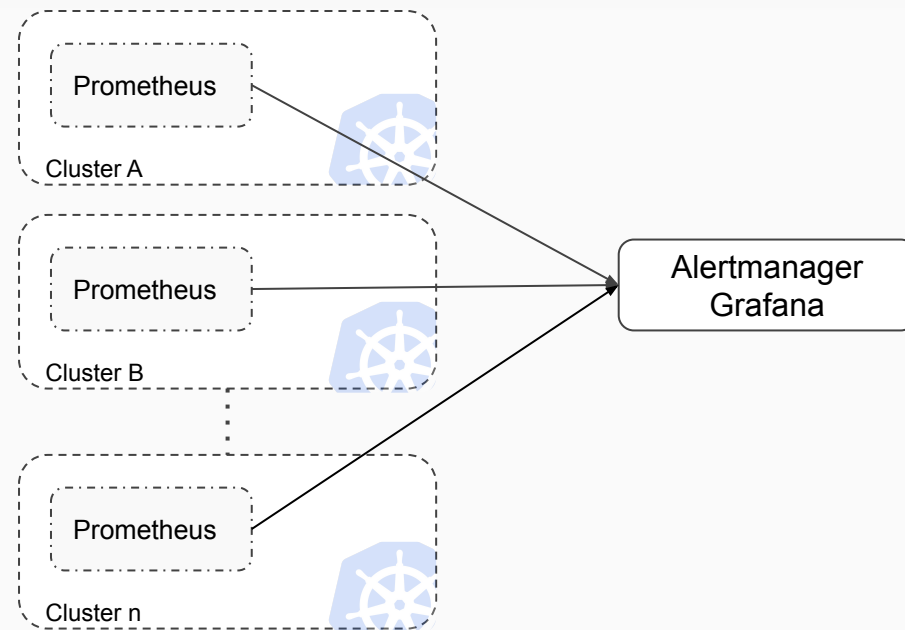 Prometheus
Cluster A
Prometheus
Cluster B
Prometheus
Cluster n
Alertmanager
Grafana